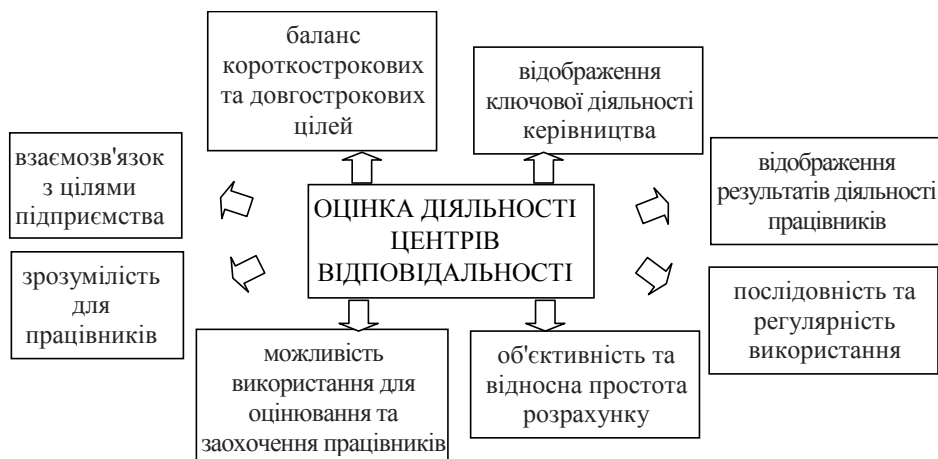 баланс
короткострокових
та довгострокових
цілей
відображення
ключової діяльності
керівництва
взаємозв'язок
з цілями
підприємства
ОЦІНКА ДІЯЛЬНОСТІ
ЦЕНТРІВ
ВІДПОВІДАЛЬНОСТІ
відображення
результатів діяльності
працівників
зрозумілість
для
працівників
послідовність та
регулярність
використання
можливість
використання для
оцінювання та
заохочення працівників
об'єктивність та
відносна простота
розрахунку